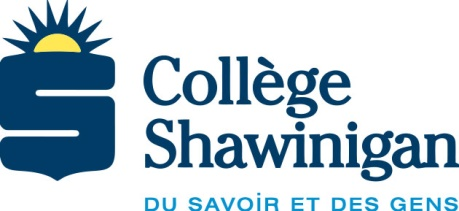 Collège
Shawinigan
DU SAVOIR ET DES GENS